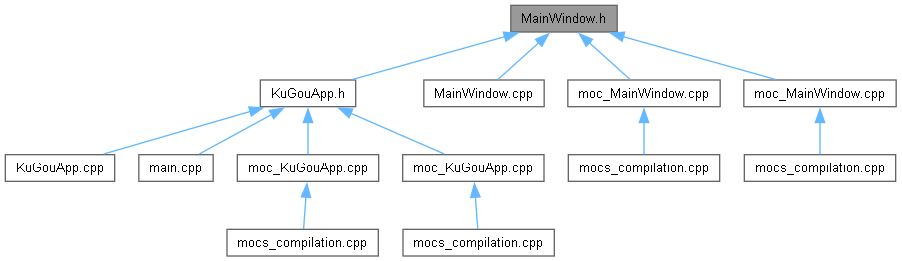 MainWindow.h
KuGouApp.h
MainWindow.cpp
moc_MainWindow.cpp
moc_MainWindow.cpp
KuGouApp.cpp
main.cpp
moc_KuGouApp.cpp
moc_KuGouApp.cpp
mocs_compilation.cpp
mocs_compilation.cpp
mocs_compilation.cpp
mocs_compilation.cpp